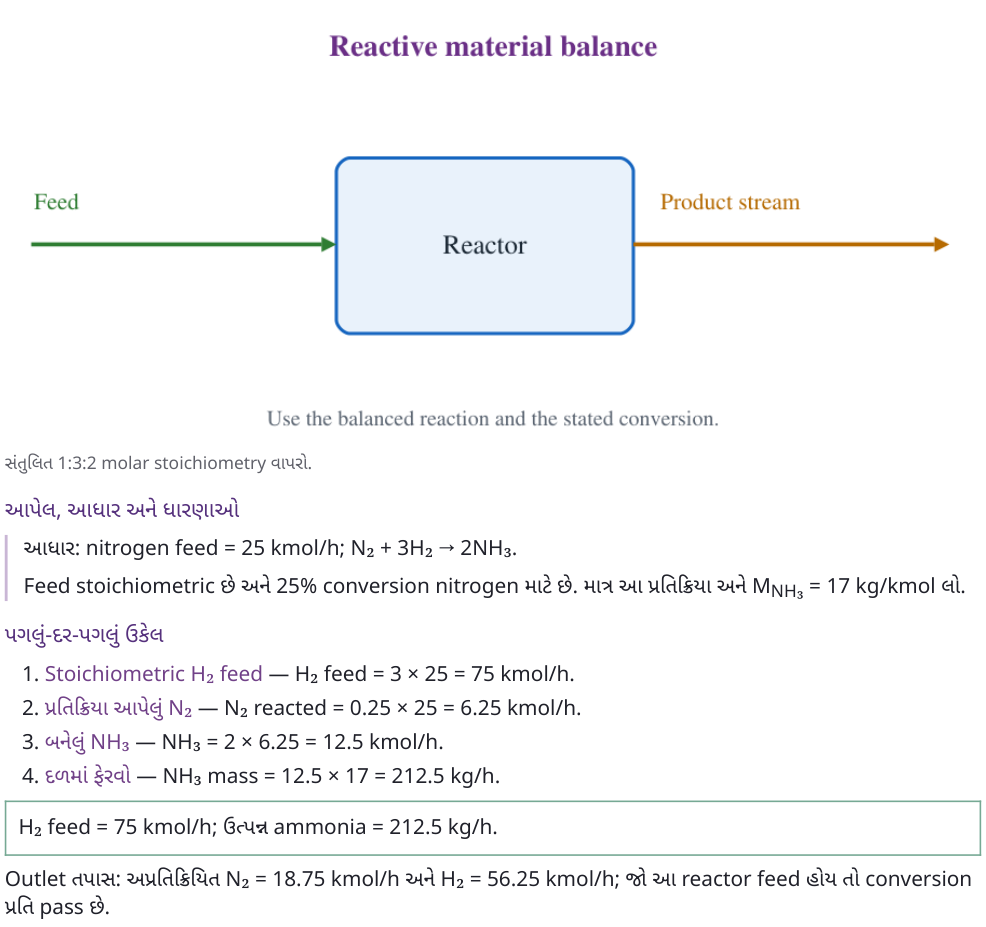 Reactive material balance
Feed
Product stream
Reactor
Use the balanced reaction and the stated conversion.
સંતુલિત 1:3:2 molar stoichiometry વાપરો.
આપેલ, આધાર અને ધારણાઓ
આધાર: nitrogen feed = 25 kmol/h; N₂ + 3H₂ → 2NH₃.
Feed stoichiometric છે અને 25% conversion nitrogen માટે છે. માત્ર આ પ્રતિક્રિયા અને M_NH₃ = 17 kg/kmol લો.
પગલું-દર-પગલું ઉકેલ
1. Stoichiometric H₂ feed — H₂ feed = 3 × 25 = 75 kmol/h.
2. પ્રતિક્રિયા આપેલું N₂ — N₂ reacted = 0.25 × 25 = 6.25 kmol/h.
3. બનેલું NH₃ — NH₃ = 2 × 6.25 = 12.5 kmol/h.
4. દળમાં ફેરવો — NH₃ mass = 12.5 × 17 = 212.5 kg/h.
H₂ feed = 75 kmol/h; ઉત્પન્ન ammonia = 212.5 kg/h.
Outlet તપાસ: અપ્રતિક્રિયિત N₂ = 18.75 kmol/h અને H₂ = 56.25 kmol/h; જો આ reactor feed હોય તો conversion
પ્રતિ pass છે.